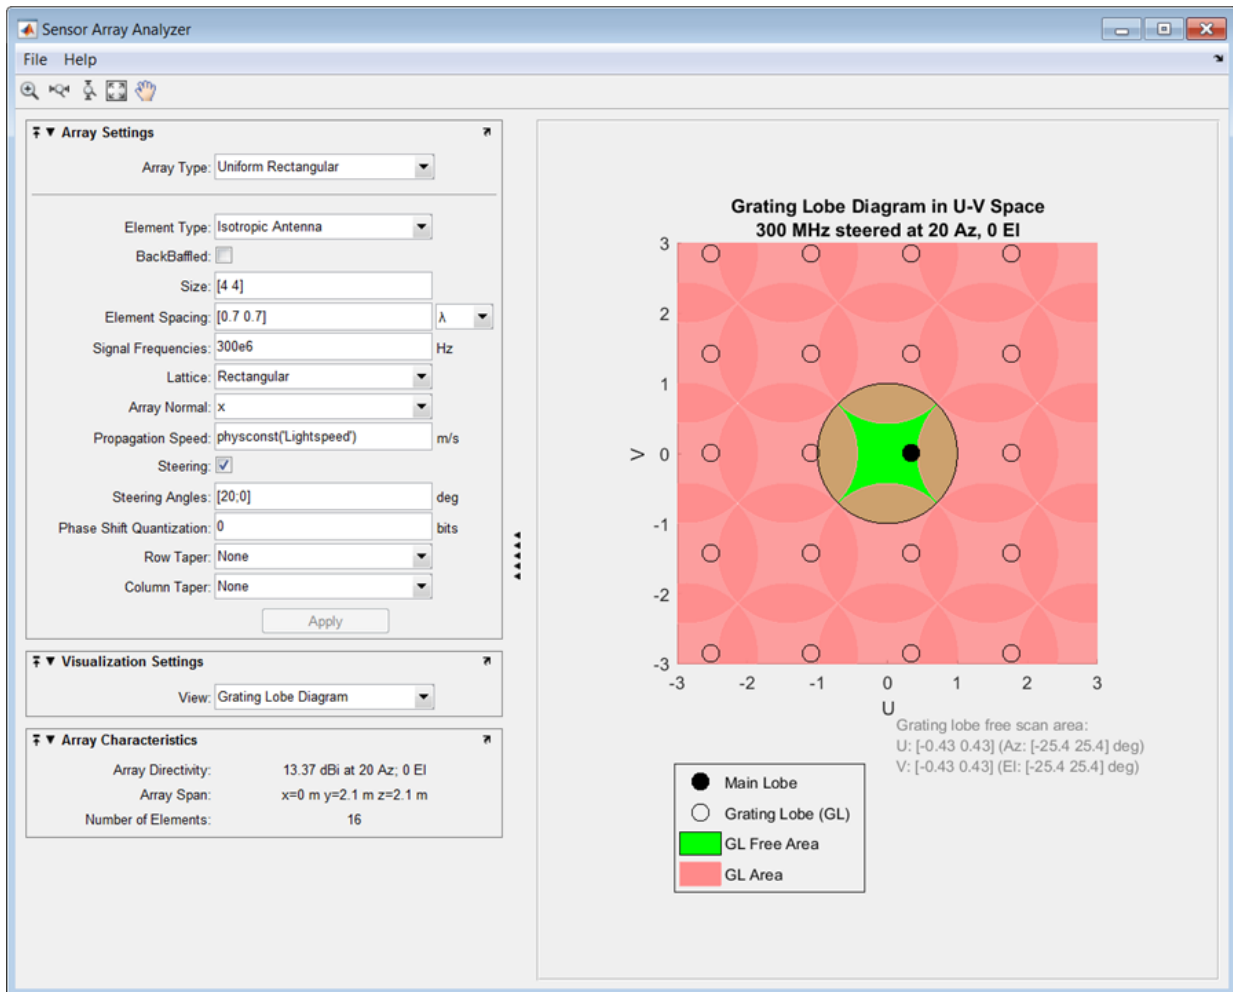 Sensor Array Analyzer
File Help
Array Settings
Array Type: Uniform Rectangular
Element Type: Isotropic Antenna
BackBaffled:
Size: [4 4]
Element Spacing: [0.7 0.7] λ
Signal Frequencies: 300e6 Hz
Lattice: Rectangular
Array Normal: x
Propagation Speed: physconst('Lightspeed') m/s
Steering:
Steering Angles: [20;0] deg
Phase Shift Quantization: 0 bits
Row Taper: None
Column Taper: None
Apply
Visualization Settings
View: Grating Lobe Diagram
Array Characteristics
Array Directivity: 13.37 dBi at 20 Az; 0 El
Array Span: x=0 m y=2.1 m z=2.1 m
Number of Elements: 16
Grating Lobe Diagram in U-V Space
300 MHz steered at 20 Az, 0 El
3
2
1
0
-1
-2
-3
V
-3 -2 -1 0 1 2 3
U
Grating lobe free scan area:
U: [-0.43 0.43] (Az: [-25.4 25.4] deg)
V: [-0.43 0.43] (El: [-25.4 25.4] deg)
Main Lobe
Grating Lobe (GL)
GL Free Area
GL Area